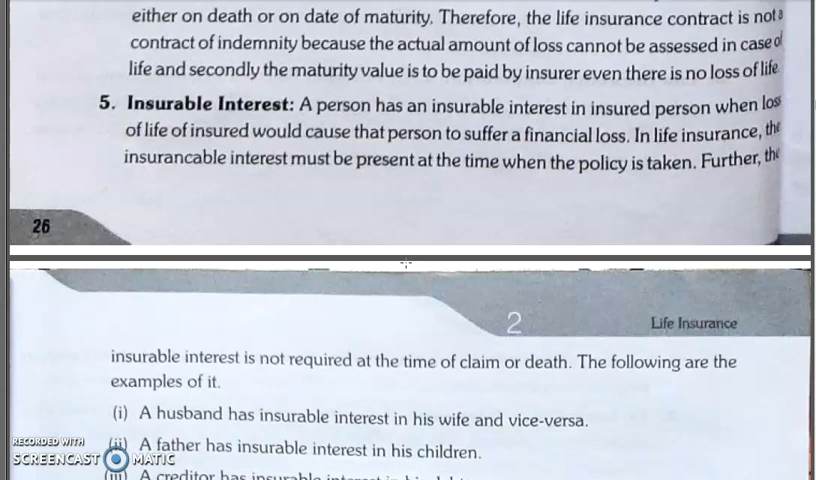 either on death or on date of maturity. Therefore, the life insurance contract is not a
contract of indemnity because the actual amount of loss cannot be assessed in case of
life and secondly the maturity value is to be paid by insurer even there is no loss of life.
5. Insurable Interest: A person has an insurable interest in insured person when loss
of life of insured would cause that person to suffer a financial loss. In life insurance, the
insurancable interest must be present at the time when the policy is taken. Further, the
26
2 Life Insurance
insurable interest is not required at the time of claim or death. The following are the
examples of it.
(i) A husband has insurable interest in his wife and vice-versa.
RECORDED WITH
(ii) A father has insurable interest in his children.
SCREENCAST MATIC
(iii) A creditor has insurable interest in his